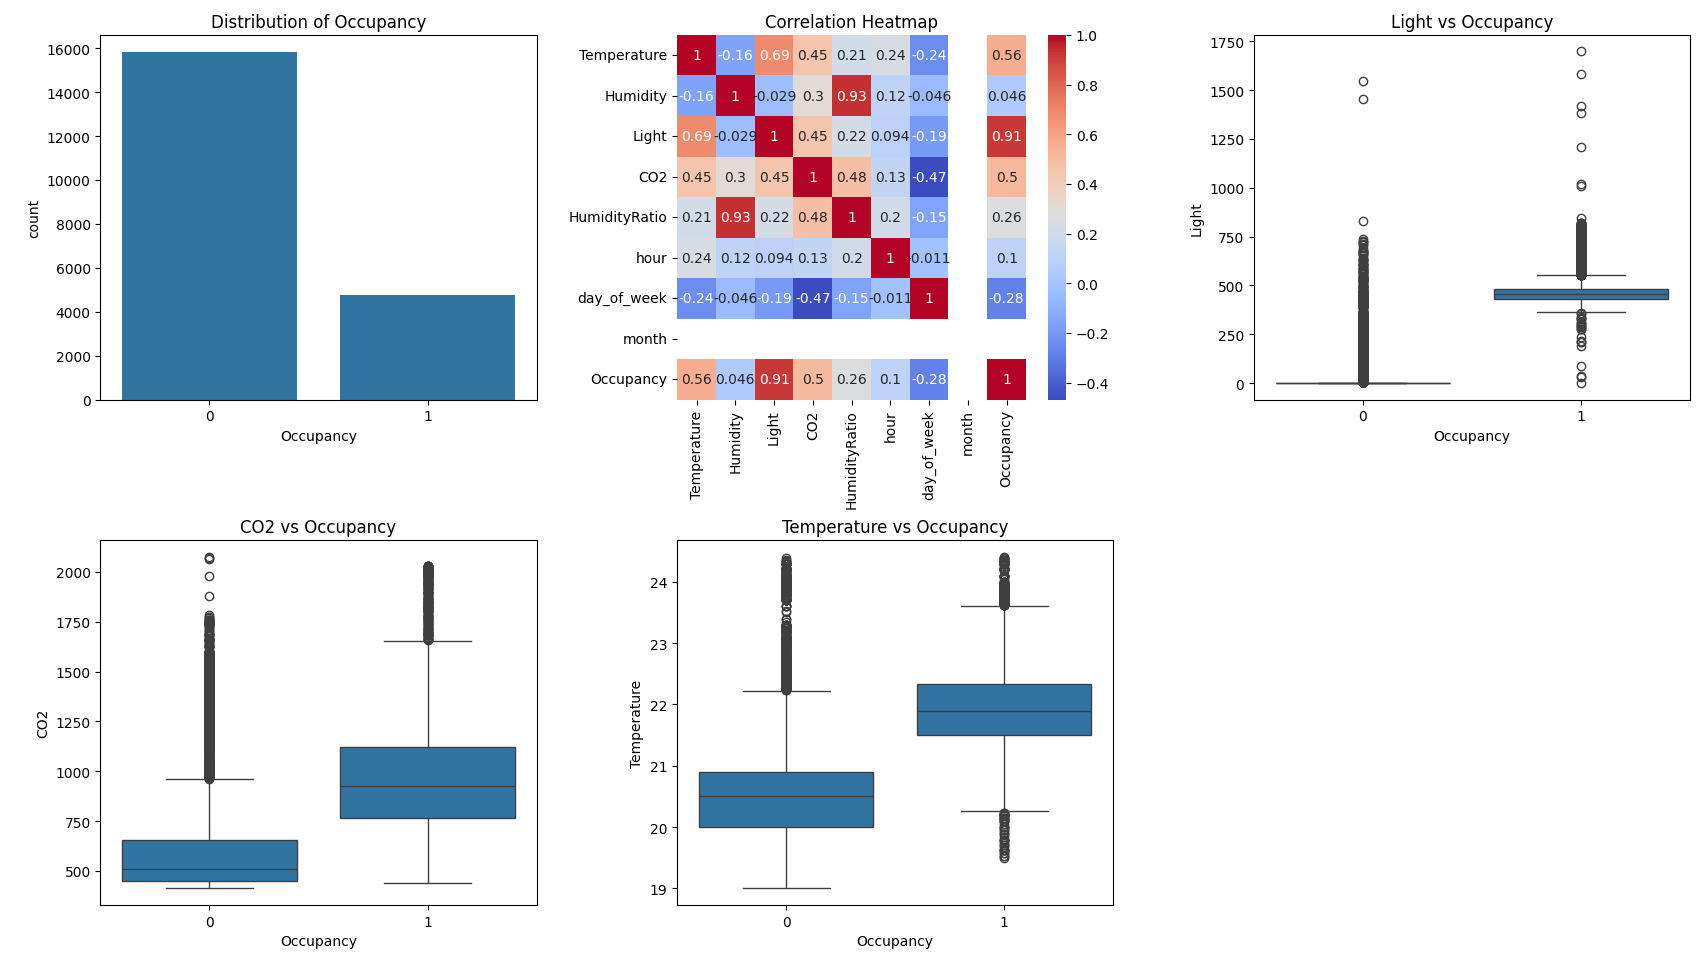 Distribution of Occupancy
16000
14000
12000
10000
8000
6000
4000
2000
0
count
0 1
Occupancy
Correlation Heatmap
Temperature 1 -0.16 0.69 0.45 0.21 0.24 -0.24 0.56
Humidity -0.16 1 -0.029 0.3 0.93 0.12 -0.046 0.046
Light 0.69 -0.029 1 0.45 0.22 0.094 -0.19 0.91
CO2 0.45 0.3 0.45 1 0.48 0.13 -0.47 0.5
HumidityRatio 0.21 0.93 0.22 0.48 1 0.2 -0.15 0.26
hour 0.24 0.12 0.094 0.13 0.2 1 -0.011 0.1
day_of_week -0.24 -0.046 -0.19 -0.47 -0.15 -0.011 1 -0.28
month
Occupancy 0.56 0.046 0.91 0.5 0.26 0.1 -0.28 1
Temperature
Humidity
Light
CO2
HumidityRatio
hour
day_of_week
month
Occupancy
1.0
0.8
0.6
0.4
0.2
0.0
−0.2
−0.4
Light vs Occupancy
1750
1500
1250
1000
750
500
250
0
Light
0 1
Occupancy
CO2 vs Occupancy
2000
1750
1500
1250
1000
750
500
CO2
0 1
Occupancy
Temperature vs Occupancy
24
23
22
21
20
19
Temperature
0 1
Occupancy